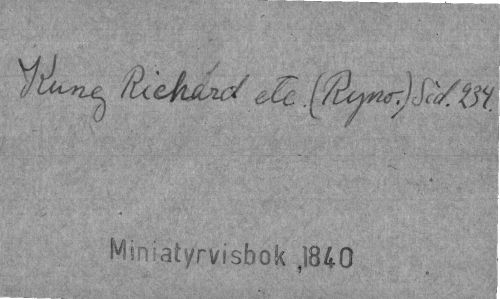 Kung Richard etc. (Ryno.) Sid. 234.
Miniatyrvisbok ,1840